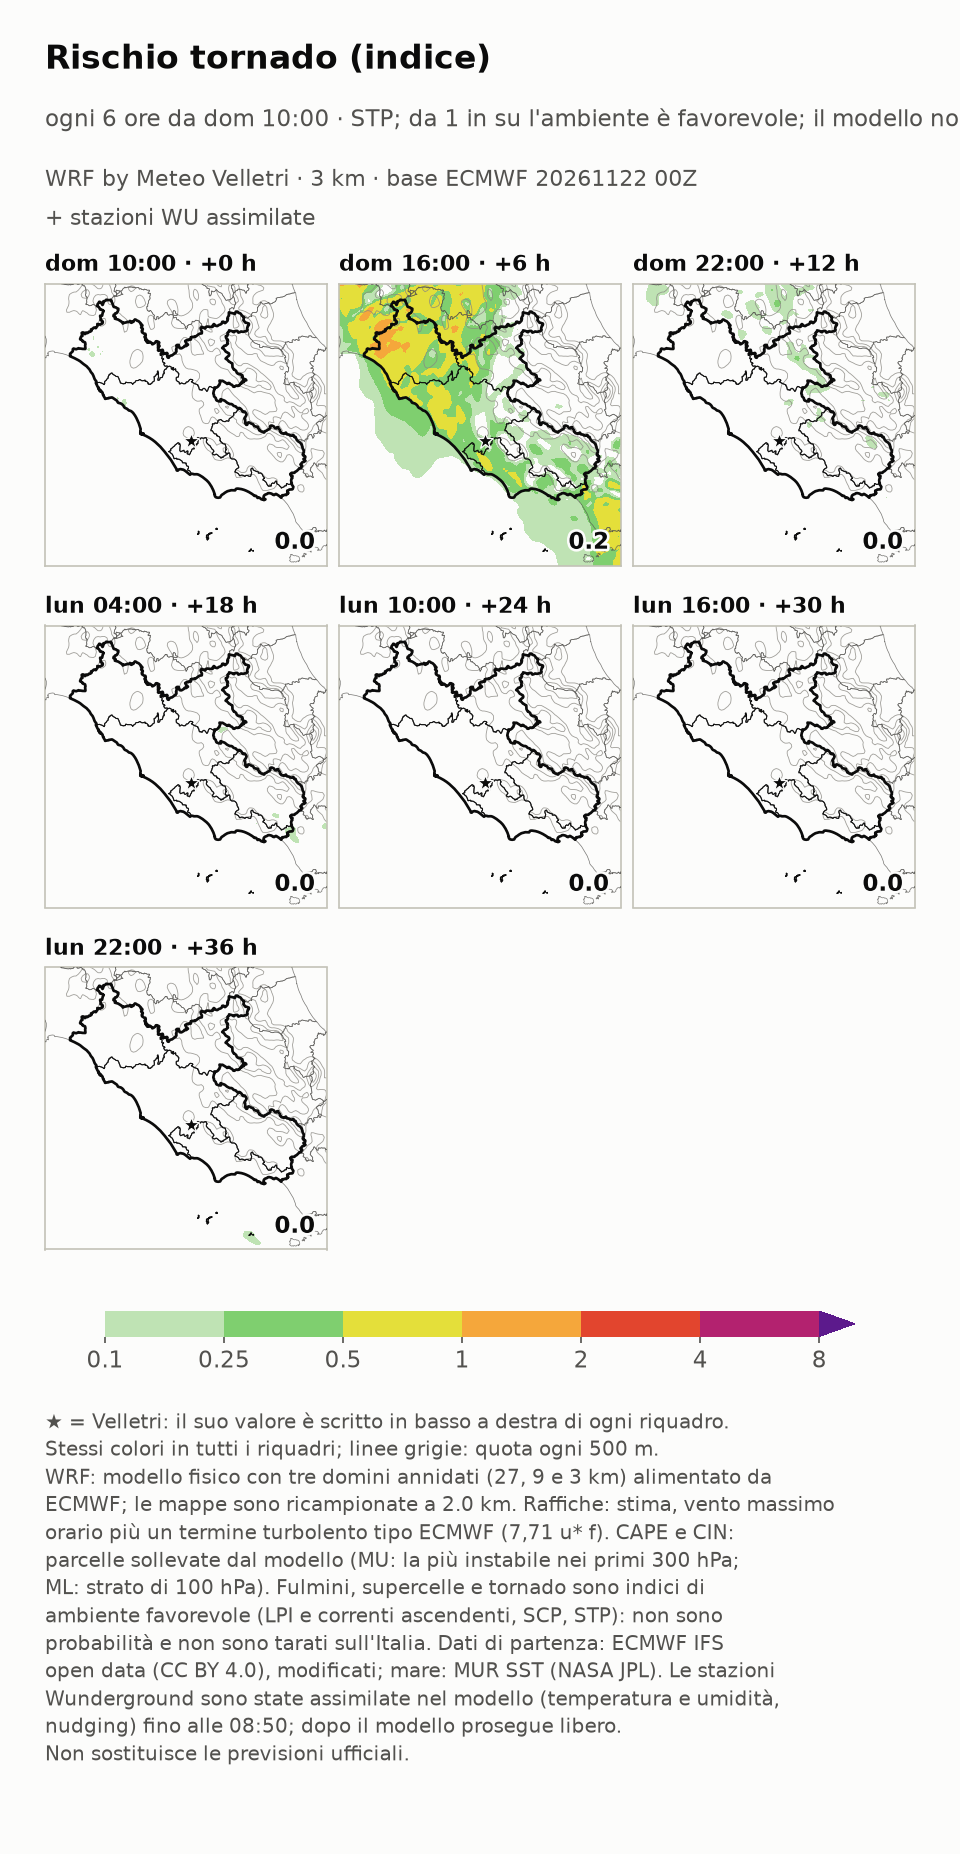 Rischio tornado (indice)
ogni 6 ore da dom 10:00 · STP; da 1 in su l'ambiente è favorevole; il modello no
WRF by Meteo Velletri · 3 km · base ECMWF 20261122 00Z
+ stazioni WU assimilate
dom 10:00 · +0 h
dom 16:00 · +6 h
dom 22:00 · +12 h
0.0
0.2
0.0
lun 04:00 · +18 h
lun 10:00 · +24 h
lun 16:00 · +30 h
0.0
0.0
0.0
lun 22:00 · +36 h
0.0
0.1 0.25 0.5 1 2 4 8
★ = Velletri: il suo valore è scritto in basso a destra di ogni riquadro.
Stessi colori in tutti i riquadri; linee grigie: quota ogni 500 m.
WRF: modello fisico con tre domini annidati (27, 9 e 3 km) alimentato da
ECMWF; le mappe sono ricampionate a 2.0 km. Raffiche: stima, vento massimo
orario più un termine turbolento tipo ECMWF (7,71 u* f). CAPE e CIN:
parcelle sollevate dal modello (MU: la più instabile nei primi 300 hPa;
ML: strato di 100 hPa). Fulmini, supercelle e tornado sono indici di
ambiente favorevole (LPI e correnti ascendenti, SCP, STP): non sono
probabilità e non sono tarati sull'Italia. Dati di partenza: ECMWF IFS
open data (CC BY 4.0), modificati; mare: MUR SST (NASA JPL). Le stazioni
Wunderground sono state assimilate nel modello (temperatura e umidità,
nudging) fino alle 08:50; dopo il modello prosegue libero.
Non sostituisce le previsioni ufficiali.